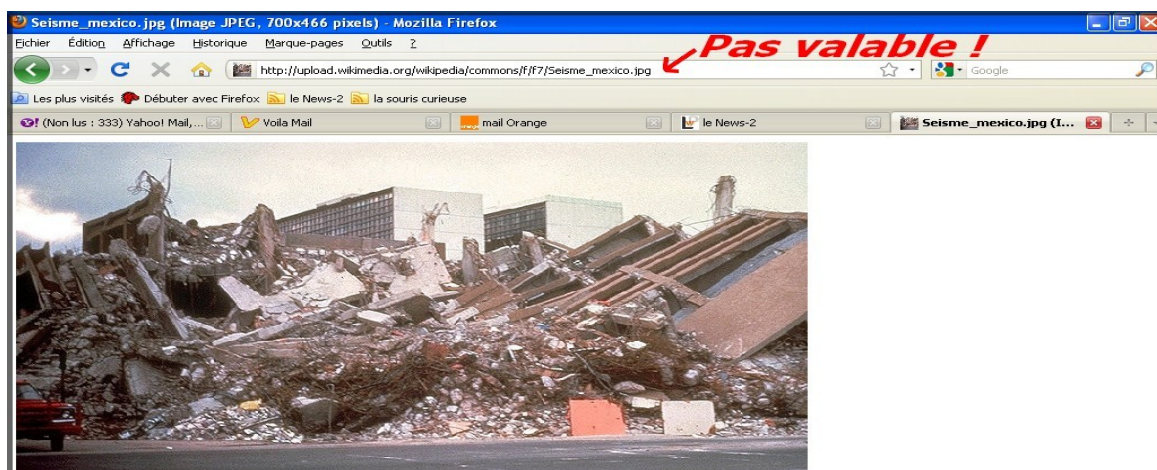 Seisme_mexico.jpg (Image JPEG, 700x466 pixels) - Mozilla Firefox
Eichier Édition Affichage Historique Marque-pages Outils ?
Pas valable !
http://upload.wikimedia.org/wikipedia/commons/f/f7/Seisme_mexico.jpg Google
Les plus visités Débuter avec Firefox le News-2 la souris curieuse
(Non lus : 333) Yahoo! Mail,... Voila Mail mail Orange le News-2 Seisme_mexico.jpg (I...